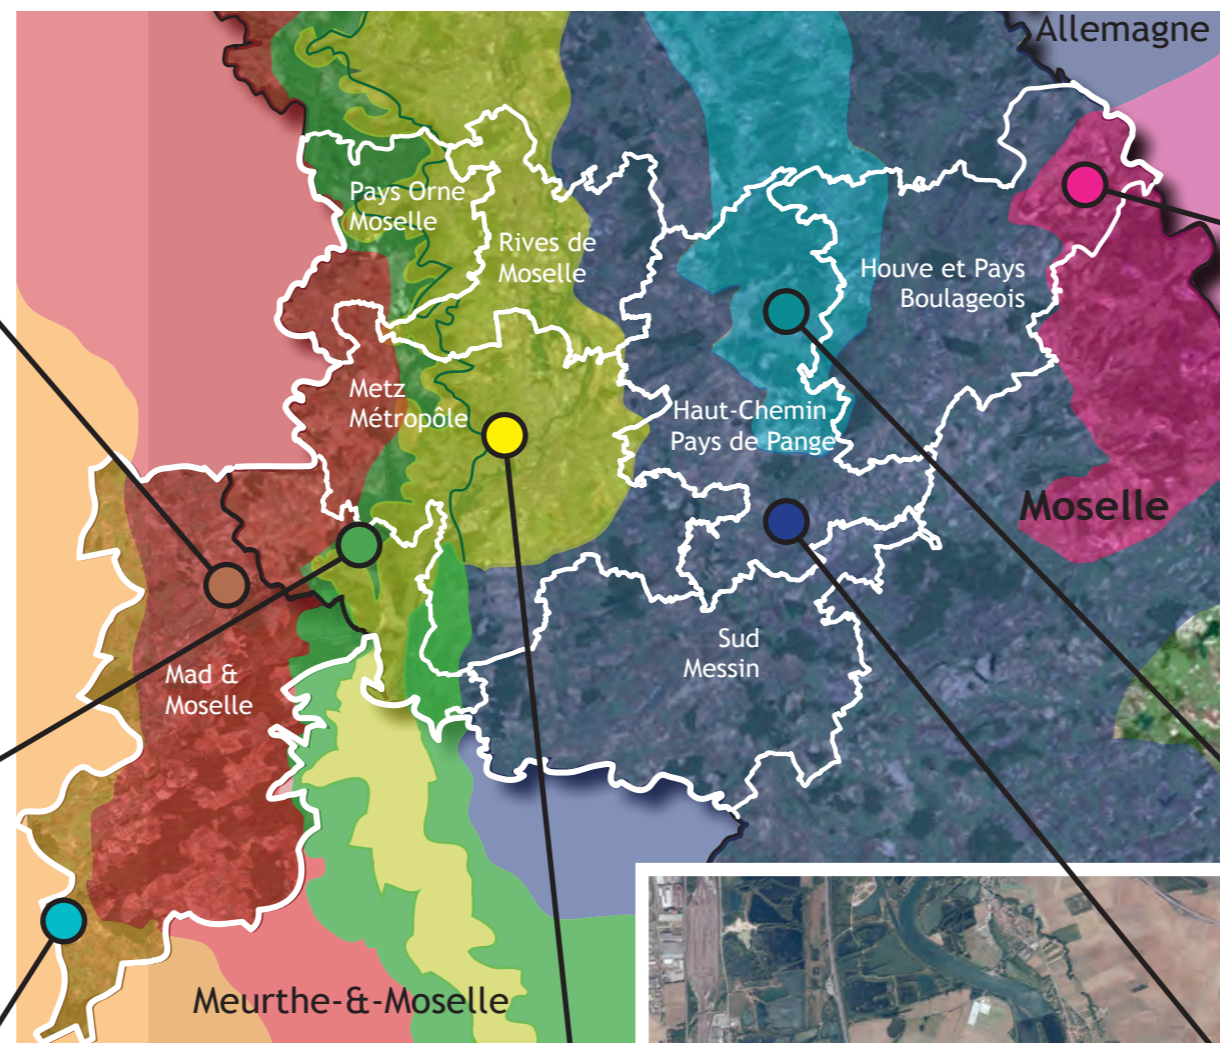 Allemagne
Pays Orne
Moselle
Rives de
Moselle
Houve et Pays
Boulageois
Metz
Métropôle
Haut-Chemin
Pays de Pange
Moselle
Sud
Messin
Mad &
Moselle
Meurthe-&-Moselle